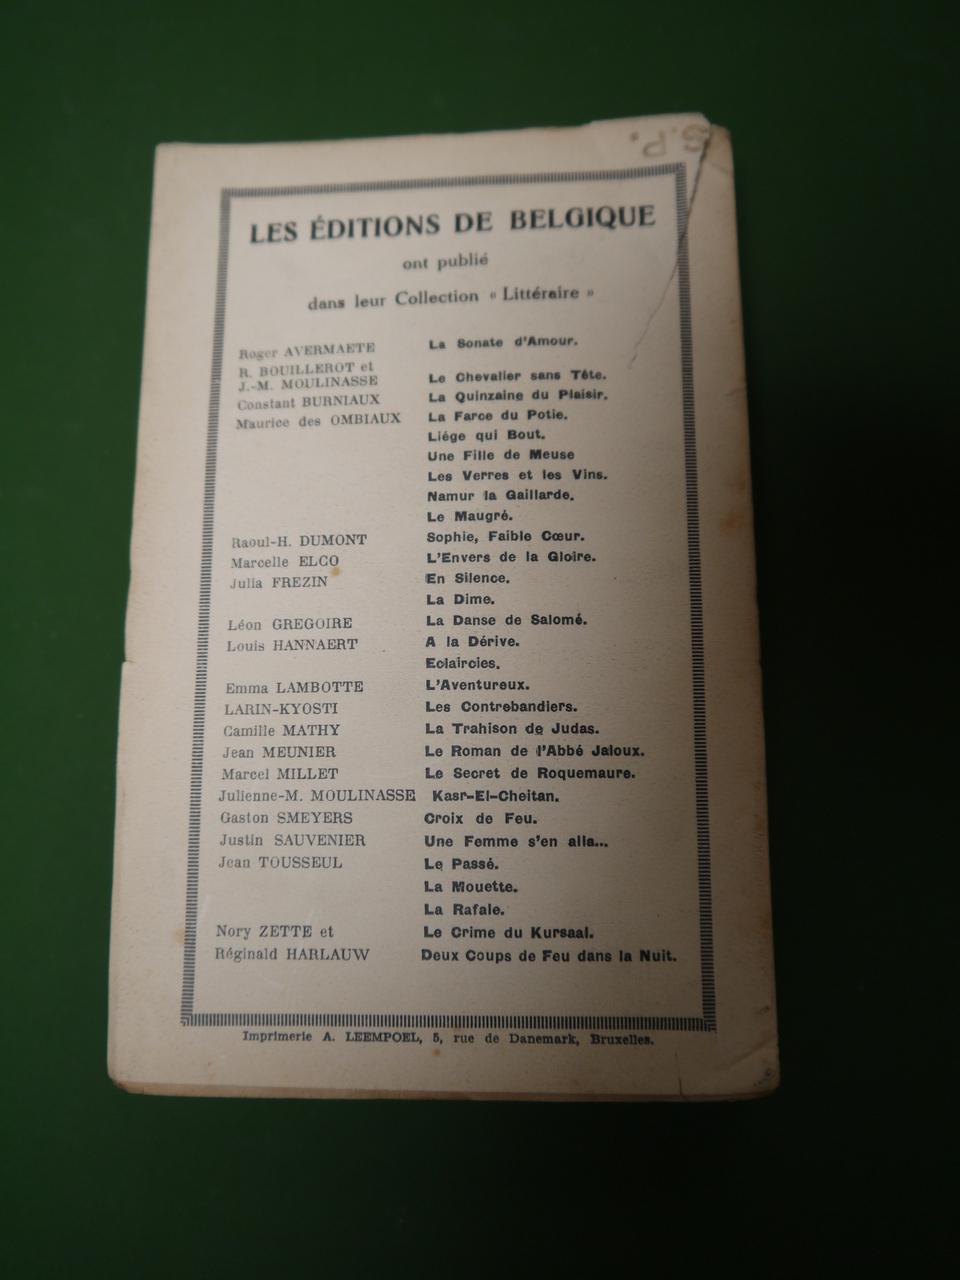 G.P.
LES ÉDITIONS DE BELGIQUE
ont publié
dans leur Collection « Littéraire »
Roger AVERMAETE La Sonate d'Amour.
R. BOUILLEROT et
J.-M. MOULINASSE Le Chevalier sans Tête.
Constant BURNIAUX La Quinzaine du Plaisir.
Maurice des OMBIAUX La Farce du Potie.
Liége qui Bout.
Une Fille de Meuse
Les Verres et les Vins.
Namur la Gaillarde.
Le Maugré.
Raoul-H. DUMONT Sophie, Faible Cœur.
Marcelle ELCO L'Envers de la Gloire.
Julia FREZIN En Silence.
La Dime.
Léon GREGOIRE La Danse de Salomé.
Louis HANNAERT A la Dérive.
Eclaircies.
Emma LAMBOTTE L'Aventureux.
LARIN-KYOSTI Les Contrebandiers.
Camille MATHY La Trahison de Judas.
Jean MEUNIER Le Roman de l'Abbé Jaloux.
Marcel MILLET Le Secret de Roquemaure.
Julienne-M. MOULINASSE Kasr-El-Cheitan.
Gaston SMEYERS Croix de Feu.
Justin SAUVENIER Une Femme s'en alla...
Jean TOUSSEUL Le Passé.
La Mouette.
La Rafale.
Nory ZETTE et Le Crime du Kursaal.
Réginald HARLAUW Deux Coups de Feu dans la Nuit.
Imprimerie A. LEEMPOEL, 5, rue de Danemark, Bruxelles.